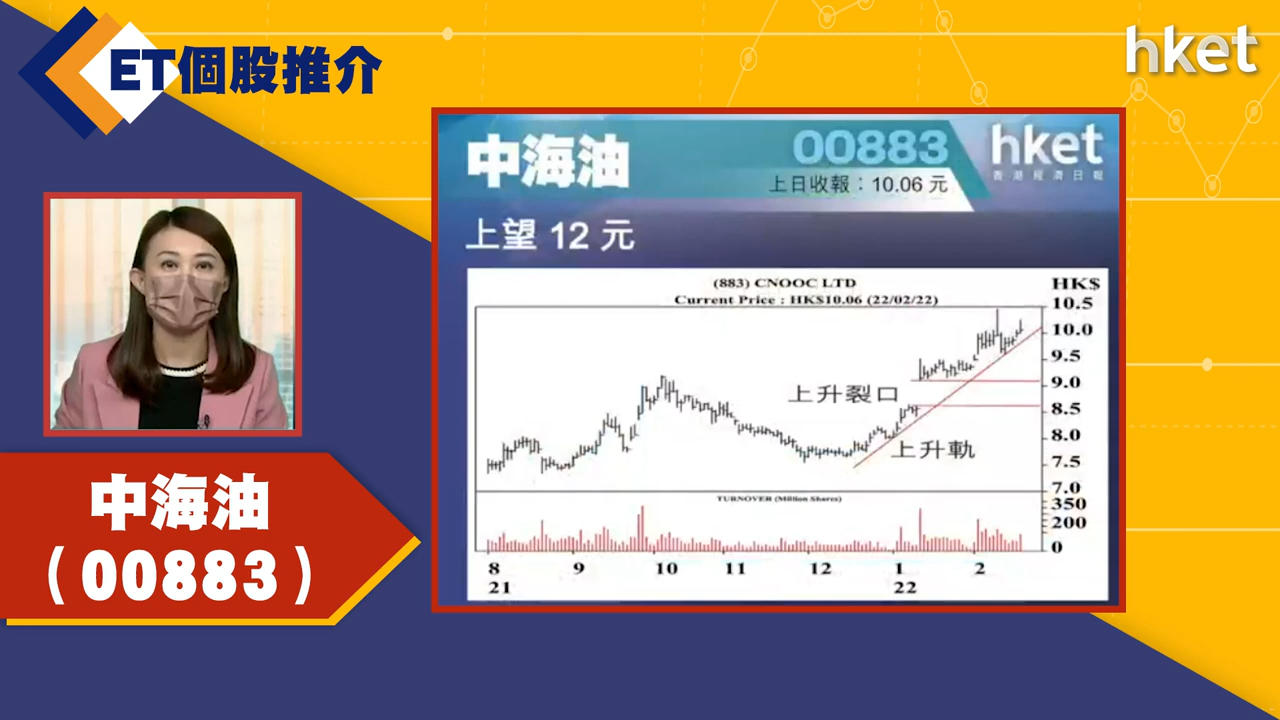 ET個股推介
hket
中海油
00883
上日收報：10.06 元
hket
香港經濟日報
上望 12 元
(883) CNOOC LTD
Current Price : HK$10.06 (22/02/22)
HK$
10.5
10.0
9.5
9.0
8.5
8.0
7.5
7.0
上升裂口
上升軌
TURNOVER (Million Shares)
350
200
0
8 9 10 11 12 1 2
21 22
中海油
（00883）